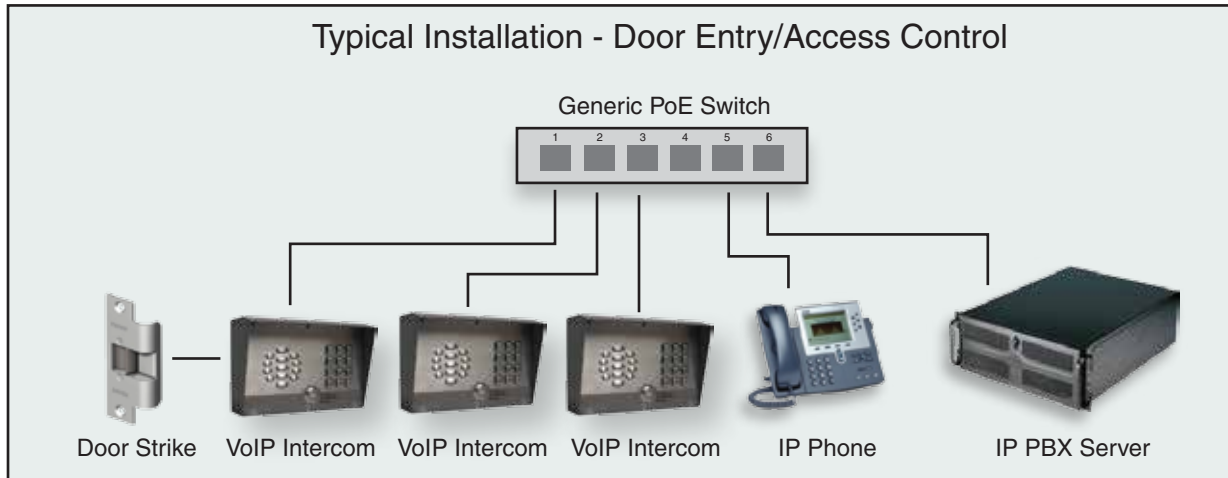 Typical Installation - Door Entry/Access Control
Generic PoE Switch
1 2 3 4 5 6
Door Strike VoIP Intercom VoIP Intercom VoIP Intercom IP Phone IP PBX Server